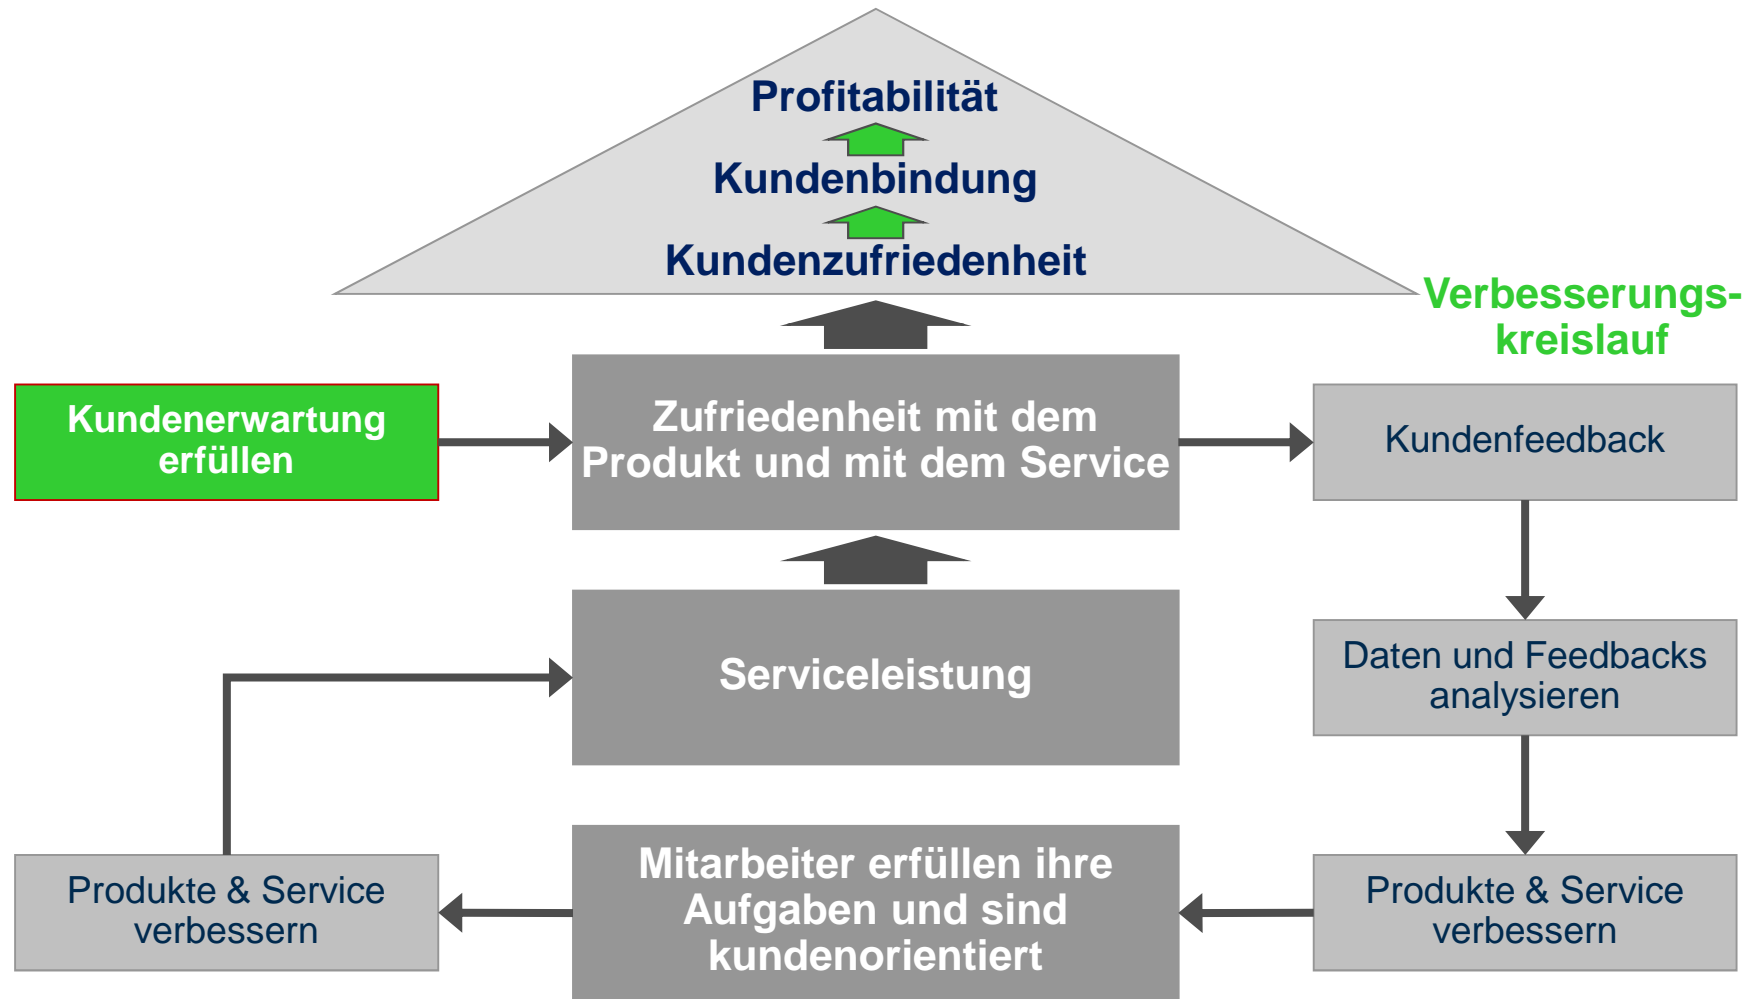 Profitabilität
Kundenbindung
Kundenzufriedenheit
Verbesserungs-
kreislauf
Kundenerwartung
erfüllen
Zufriedenheit mit dem
Produkt und mit dem Service
Kundenfeedback
Serviceleistung
Daten und Feedbacks
analysieren
Produkte & Service
verbessern
Mitarbeiter erfüllen ihre
Aufgaben und sind
kundenorientiert
Produkte & Service
verbessern